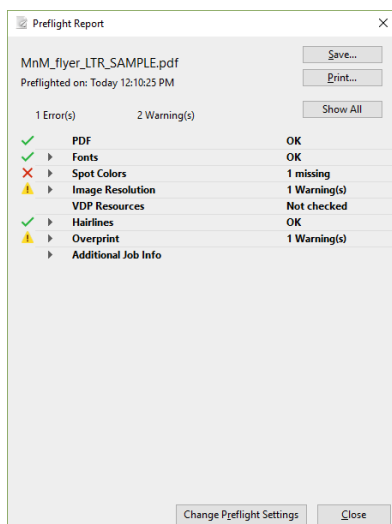 Preflight Report
MnM_flyer_LTR_SAMPLE.pdf
Save...
Preflighted on: Today 12:10:25 PM
Print...
1 Error(s) 2 Warning(s)
Show All
PDF OK
Fonts OK
Spot Colors 1 missing
Image Resolution 1 Warning(s)
VDP Resources Not checked
Hairlines OK
Overprint 1 Warning(s)
Additional Job Info
Change Preflight Settings Close